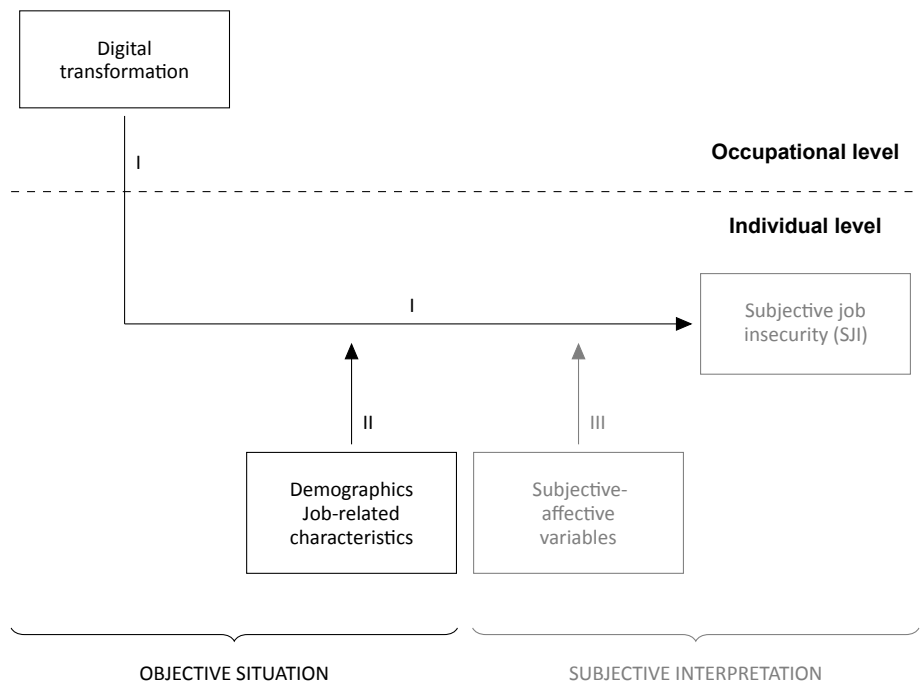 Digital
transformation
I
Occupational level
Individual level
I
Subjective job
insecurity (SJI)
II
III
Demographics
Job-related
characteristics
Subjective-
affective
variables
OBJECTIVE SITUATION
SUBJECTIVE INTERPRETATION